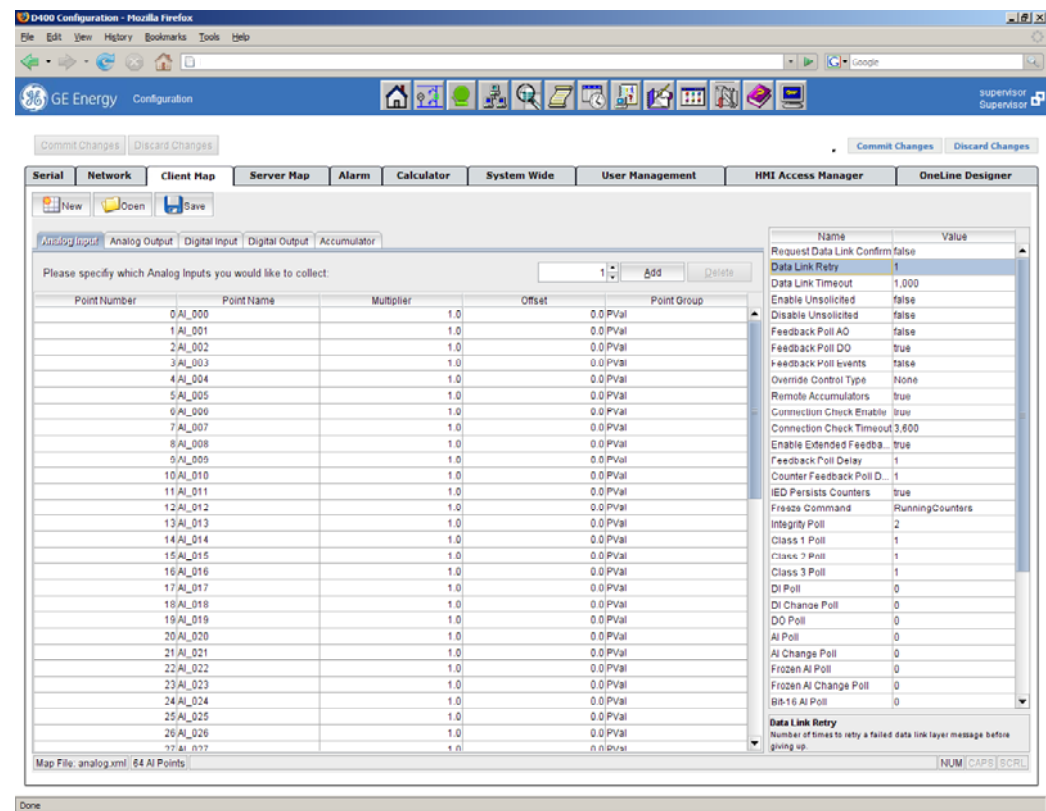 D400 Configuration - Mozilla Firefox
File Edit View History Bookmarks Tools Help
Google
GE Energy Configuration
supervisor
Supervisor
Commit Changes Discard Changes
Commit Changes Discard Changes
Serial Network Client Map Server Map Alarm Calculator System Wide User Management HMI Access Manager OneLine Designer
New Open Save
Analog Input Analog Output Digital Input Digital Output Accumulator
Please specifiy which Analog Inputs you would like to collect:
1 Add Delete
Point Number Point Name Multiplier Offset Point Group
0 AI_000 1.0 0.0 PVal
1 AI_001 1.0 0.0 PVal
2 AI_002 1.0 0.0 PVal
3 AI_003 1.0 0.0 PVal
4 AI_004 1.0 0.0 PVal
5 AI_005 1.0 0.0 PVal
6 AI_006 1.0 0.0 PVal
7 AI_007 1.0 0.0 PVal
8 AI_008 1.0 0.0 PVal
9 AI_009 1.0 0.0 PVal
10 AI_010 1.0 0.0 PVal
11 AI_011 1.0 0.0 PVal
12 AI_012 1.0 0.0 PVal
13 AI_013 1.0 0.0 PVal
14 AI_014 1.0 0.0 PVal
15 AI_015 1.0 0.0 PVal
16 AI_016 1.0 0.0 PVal
17 AI_017 1.0 0.0 PVal
18 AI_018 1.0 0.0 PVal
19 AI_019 1.0 0.0 PVal
20 AI_020 1.0 0.0 PVal
21 AI_021 1.0 0.0 PVal
22 AI_022 1.0 0.0 PVal
23 AI_023 1.0 0.0 PVal
24 AI_024 1.0 0.0 PVal
25 AI_025 1.0 0.0 PVal
26 AI_026 1.0 0.0 PVal
27 AI_027 1.0 0.0 PVal
Name Value
Request Data Link Confirm false
Data Link Retry 1
Data Link Timeout 1,000
Enable Unsolicited false
Disable Unsolicited false
Feedback Poll AO false
Feedback Poll DO true
Feedback Poll Events false
Override Control Type None
Remote Accumulators true
Connection Check Enable true
Connection Check Timeout 3,600
Enable Extended Feedba... true
Feedback Poll Delay 1
Counter Feedback Poll D... 1
IED Persists Counters true
Freeze Command RunningCounters
Integrity Poll 2
Class 1 Poll 1
Class 2 Poll 1
Class 3 Poll 1
DI Poll 0
DI Change Poll 0
DO Poll 0
AI Poll 0
AI Change Poll 0
Frozen AI Poll 0
Frozen AI Change Poll 0
Bit-16 AI Poll 0
Data Link Retry
Number of times to retry a failed data link layer message before
giving up.
Map File: analog.xml 64 AI Points
NUM CAPS SCRL
Done